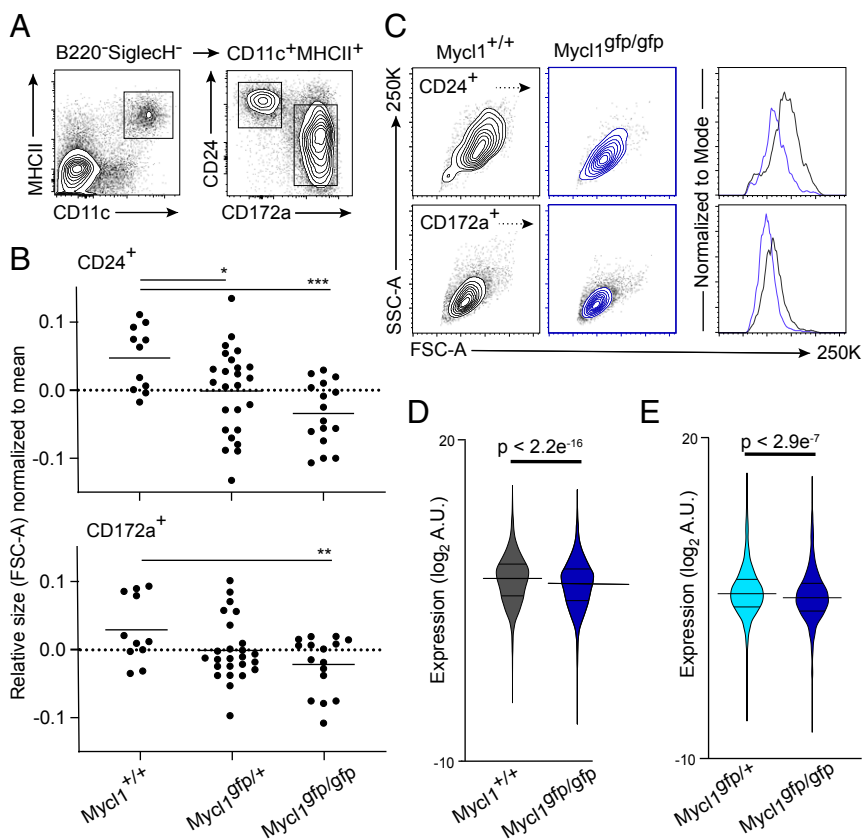 A
B220⁻SiglecH⁻ CD11c⁺MHCII⁺
MHCII
CD11c
CD24
CD172a
B
CD24⁺
*
***
0.1
0.0
-0.1
CD172a⁺
**
0.1
0.0
-0.1
Relative size (FSC-A) normalized to mean
Mycl1⁺/⁺
Mycl1ᵍᶠᵖ/⁺
Mycl1ᵍᶠᵖ/ᵍᶠᵖ
C
Mycl1⁺/⁺ Mycl1ᵍᶠᵖ/ᵍᶠᵖ
250K
CD24⁺
CD172a⁺
SSC-A
FSC-A
250K
Normalized to Mode
D
20
p < 2.2e⁻¹⁶
Expression (log₂ A.U.)
-10
Mycl1⁺/⁺
Mycl1ᵍᶠᵖ/ᵍᶠᵖ
E
20
p < 2.9e⁻⁷
Expression (log₂ A.U.)
-10
Mycl1ᵍᶠᵖ/⁺
Mycl1ᵍᶠᵖ/ᵍᶠᵖ